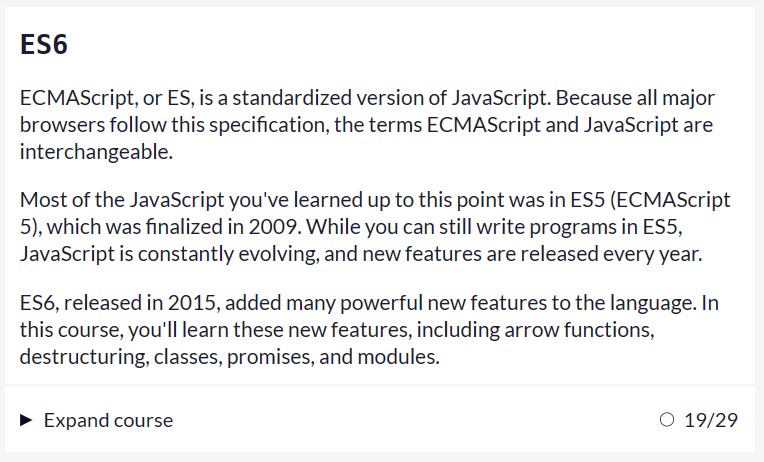 ES6
ECMAScript, or ES, is a standardized version of JavaScript. Because all major
browsers follow this specification, the terms ECMAScript and JavaScript are
interchangeable.
Most of the JavaScript you've learned up to this point was in ES5 (ECMAScript
5), which was finalized in 2009. While you can still write programs in ES5,
JavaScript is constantly evolving, and new features are released every year.
ES6, released in 2015, added many powerful new features to the language. In
this course, you'll learn these new features, including arrow functions,
destructuring, classes, promises, and modules.
Expand course 19/29